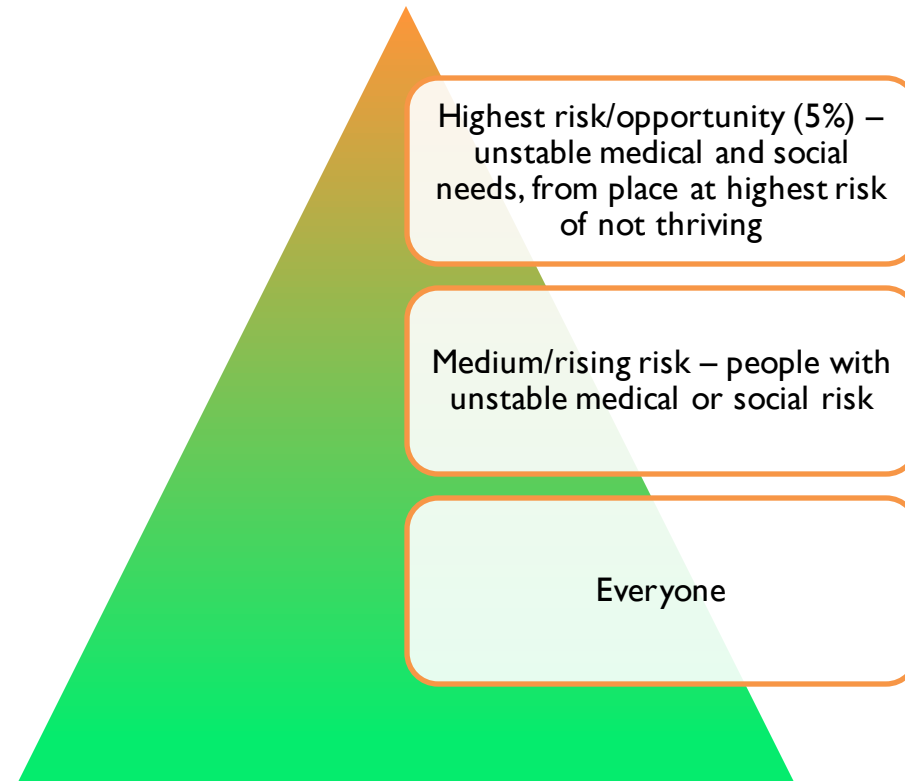 Highest risk/opportunity (5%) –
unstable medical and social
needs, from place at highest risk
of not thriving
Medium/rising risk – people with
unstable medical or social risk
Everyone